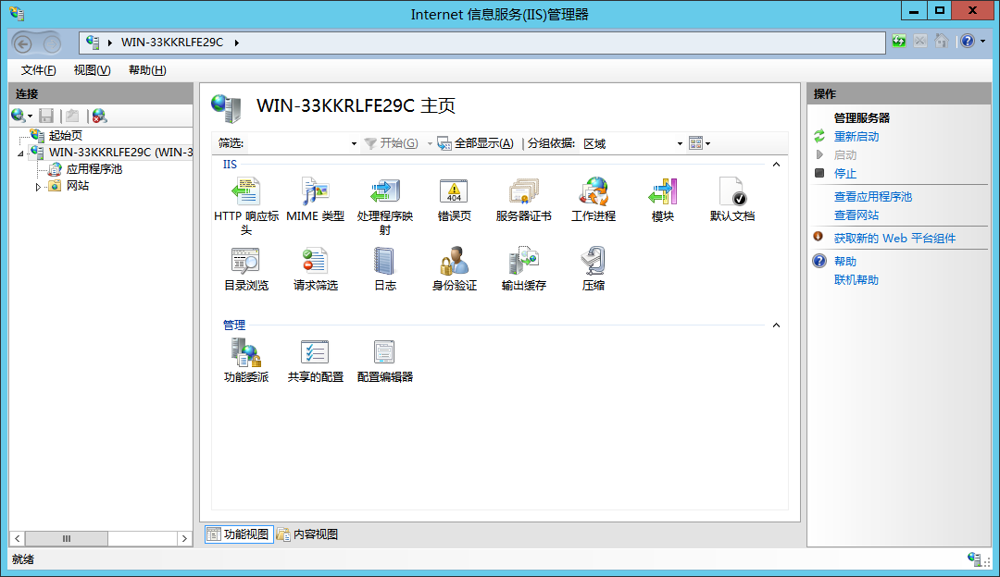 Internet 信息服务(IIS)管理器
WIN-33KKRLFE29C
文件(F) 视图(V) 帮助(H)
连接
起始页
WIN-33KKRLFE29C (WIN-3
应用程序池
网站
WIN-33KKRLFE29C 主页
筛选: 开始(G) 全部显示(A) 分组依据: 区域
IIS
HTTP 响应标头 MIME 类型 处理程序映射 错误页 服务器证书 工作进程 模块 默认文档
404
目录浏览 请求筛选 日志 身份验证 输出缓存 压缩
管理
功能委派 共享的配置 配置编辑器
功能视图 内容视图
操作
管理服务器
重新启动
启动
停止
查看应用程序池
查看网站
获取新的 Web 平台组件
帮助
联机帮助
就绪